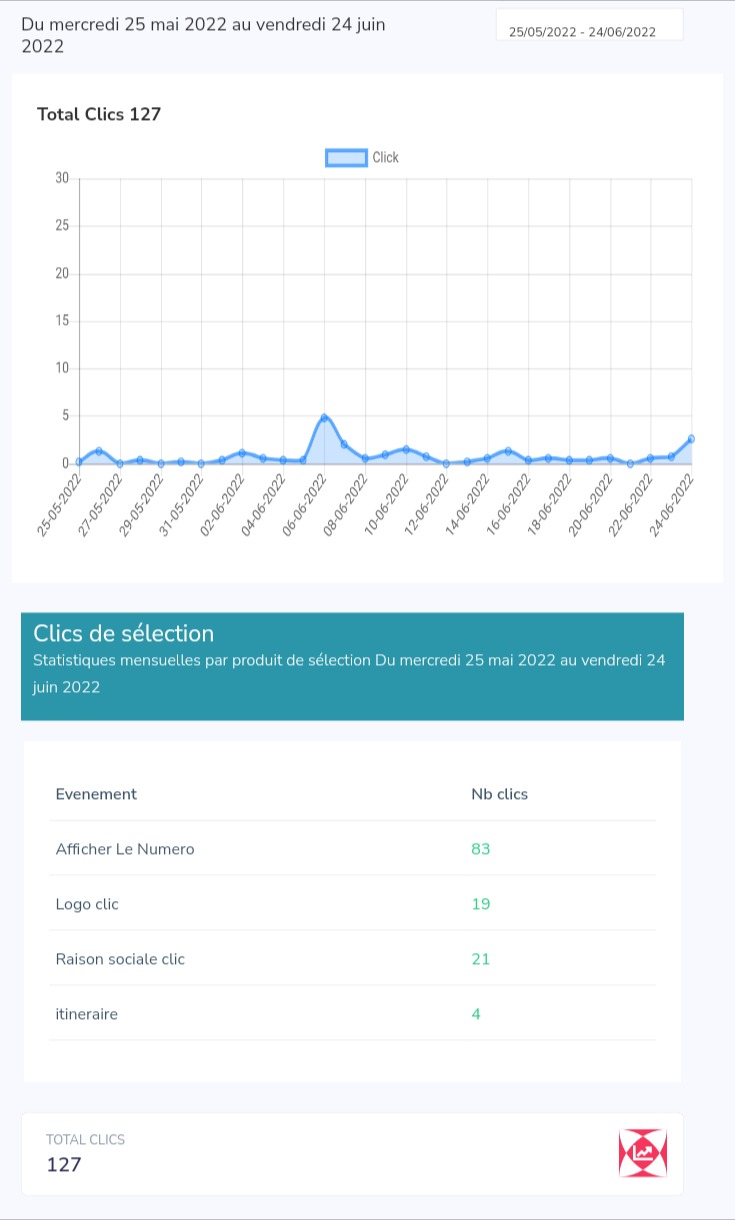 Du mercredi 25 mai 2022 au vendredi 24 juin
2022
25/05/2022 - 24/06/2022
Total Clics 127
Click
30
25
20
15
10
5
0
25-05-2022 27-05-2022 29-05-2022 31-05-2022 02-06-2022 04-06-2022 06-06-2022 08-06-2022 10-06-2022 12-06-2022 14-06-2022 16-06-2022 18-06-2022 20-06-2022 22-06-2022 24-06-2022
Clics de sélection
Statistiques mensuelles par produit de sélection Du mercredi 25 mai 2022 au vendredi 24
juin 2022
Evenement Nb clics
Afficher Le Numero 83
Logo clic 19
Raison sociale clic 21
itineraire 4
TOTAL CLICS
127